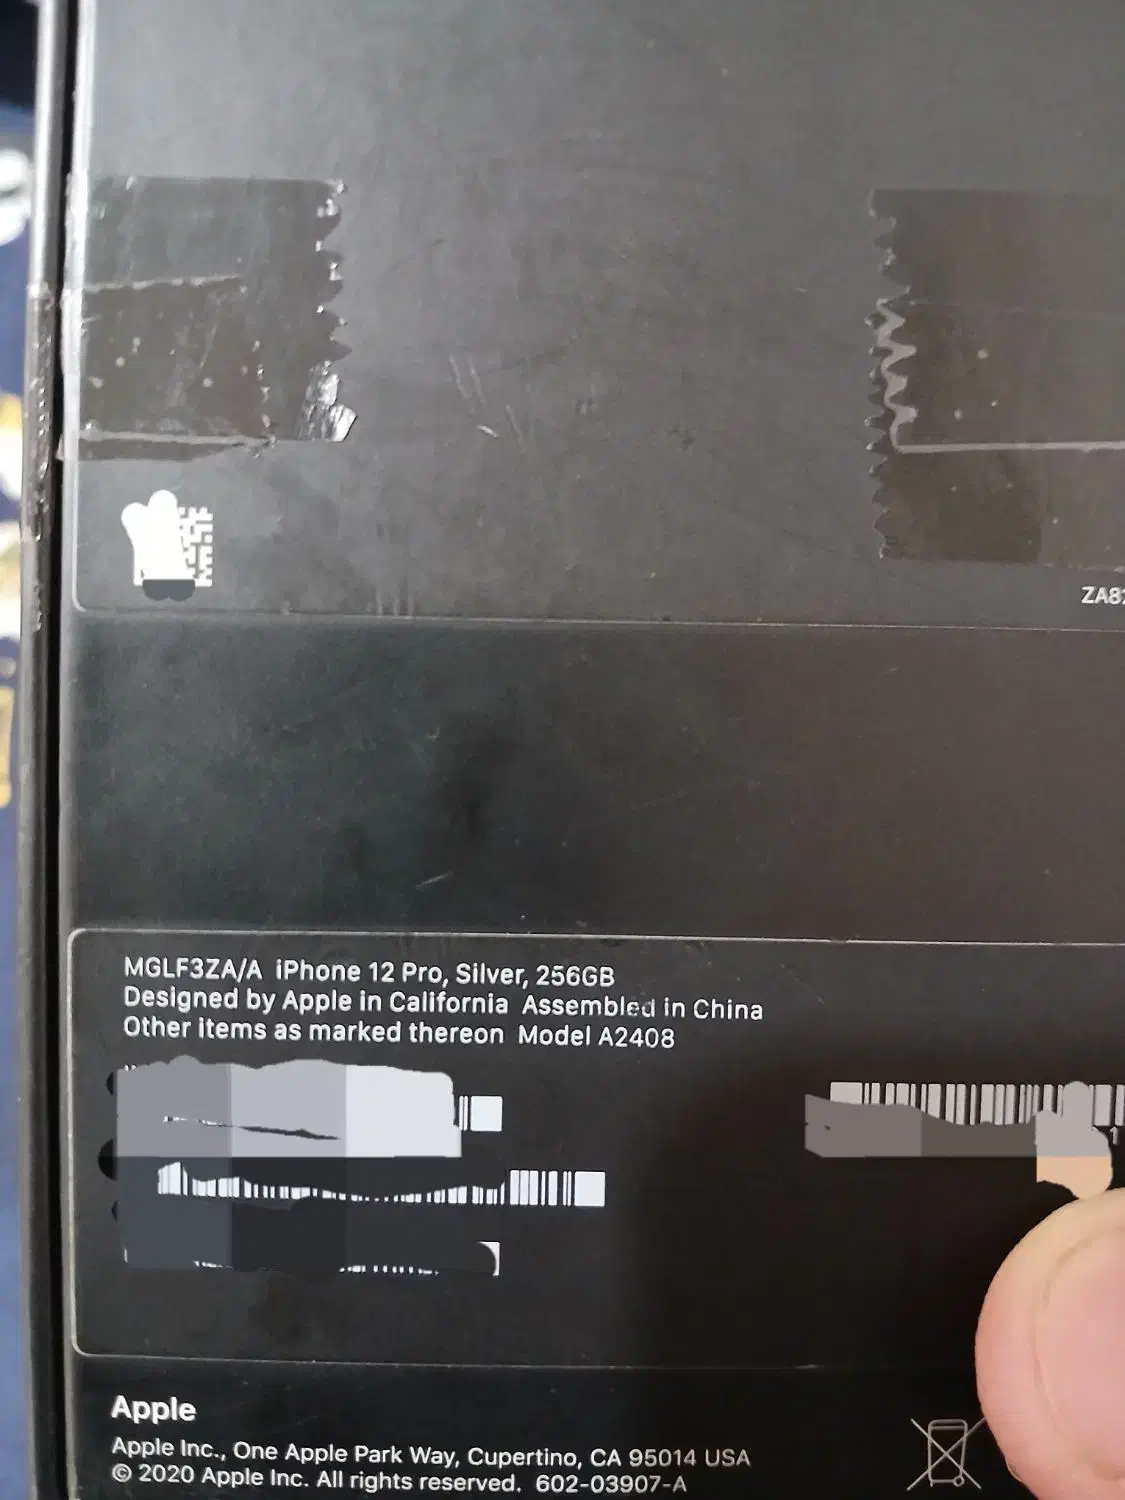 ZA82
MGLF3ZA/A iPhone 12 Pro, Silver, 256GB
Designed by Apple in California Assembled in China
Other items as marked thereon Model A2408
1
Apple
Apple Inc., One Apple Park Way, Cupertino, CA 95014 USA
© 2020 Apple Inc. All rights reserved. 602-03907-A